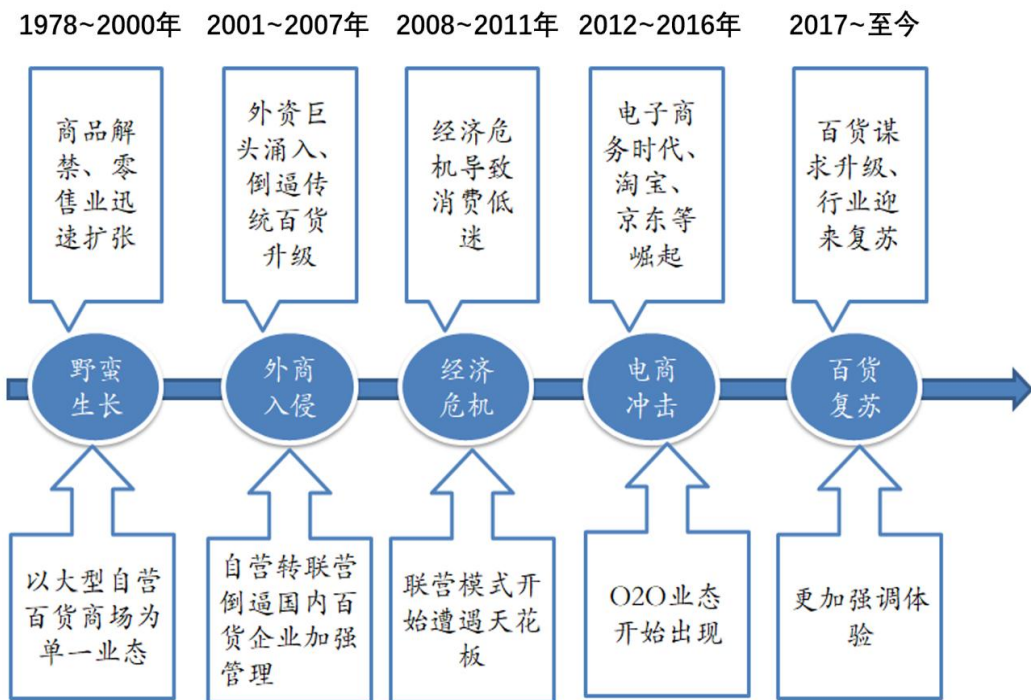 1978~2000年
2001~2007年
2008~2011年
2012~2016年
2017~至今
商品解
禁、零
售业迅
速扩张
外资巨
头涌入、
倒逼传
统百货
升级
经济危
机导致
消费低
迷
电子商
务时代、
淘宝、
京东等
崛起
百货谋
求升级、
行业迎
来复苏
野蛮
生长
外商
入侵
经济
危机
电商
冲击
百货
复苏
以大型自营
百货商场为
单一业态
自营转联营
倒逼国内百
货企业加强
管理
联营模式开
始遭遇天花
板
O2O业态
开始出现
更加强调体
验